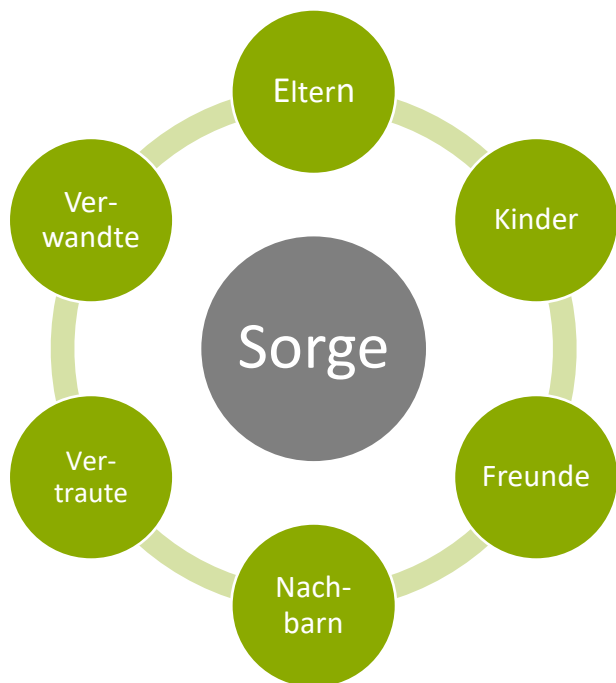 Eltern
Kinder
Freunde
Nach-
barn
Ver-
traute
Ver-
wandte
Sorge